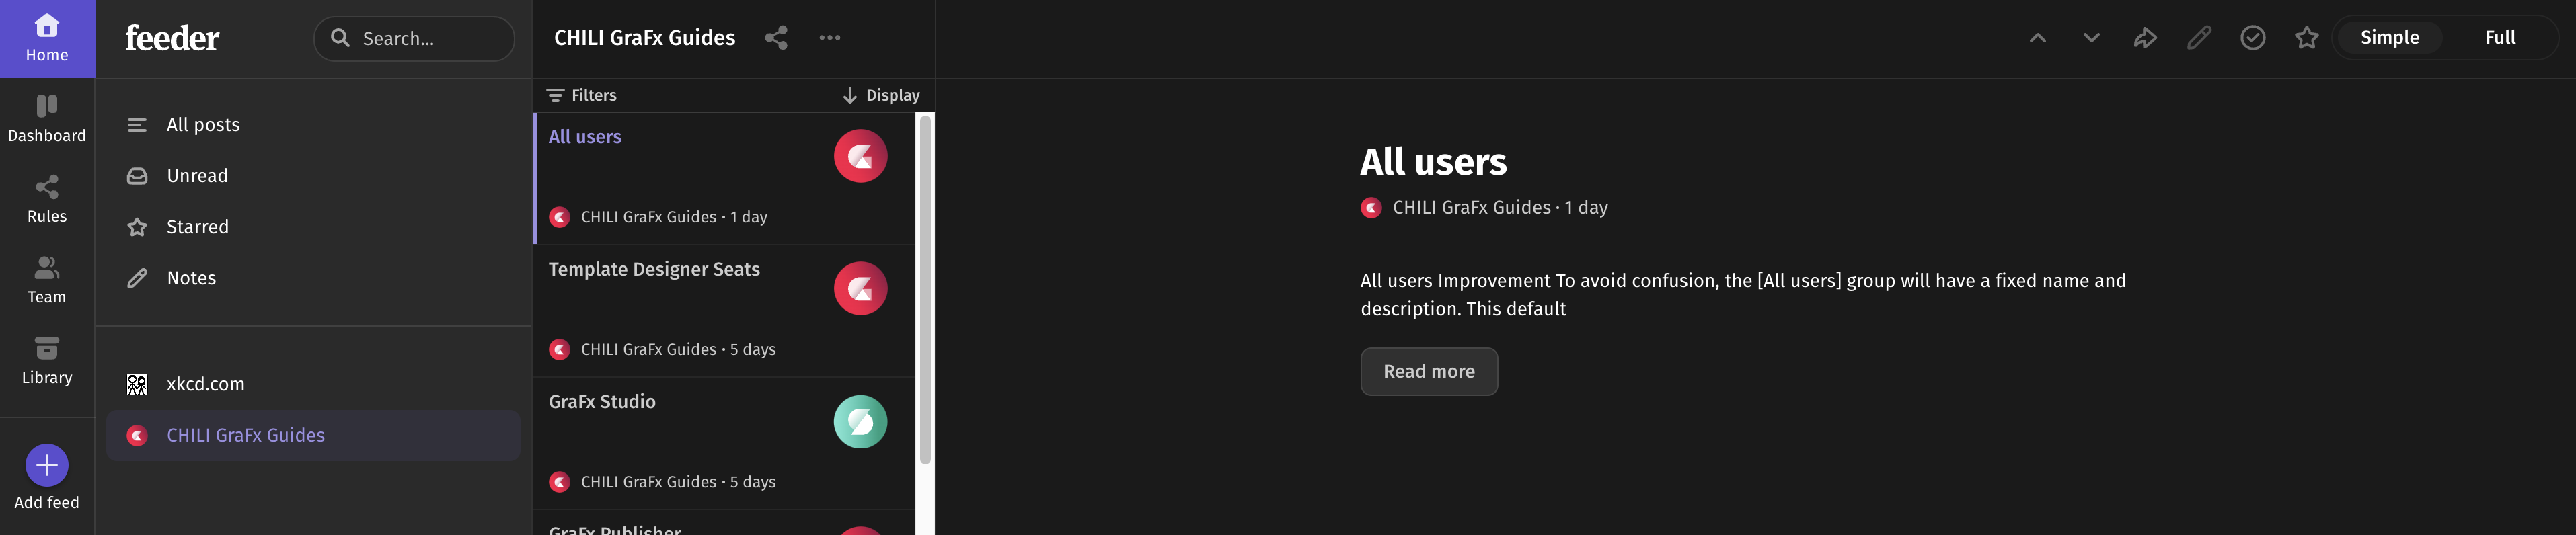 Home
Dashboard
Rules
Team
Library
Add feed
feeder
Search...
All posts
Unread
Starred
Notes
xkcd.com
CHILI GraFx Guides
CHILI GraFx Guides
Filters
Display
All users
CHILI GraFx Guides · 1 day
Template Designer Seats
CHILI GraFx Guides · 5 days
GraFx Studio
CHILI GraFx Guides · 5 days
GraFx Publisher
Simple
Full
All users
CHILI GraFx Guides · 1 day
All users Improvement To avoid confusion, the [All users] group will have a fixed name and
description. This default
Read more